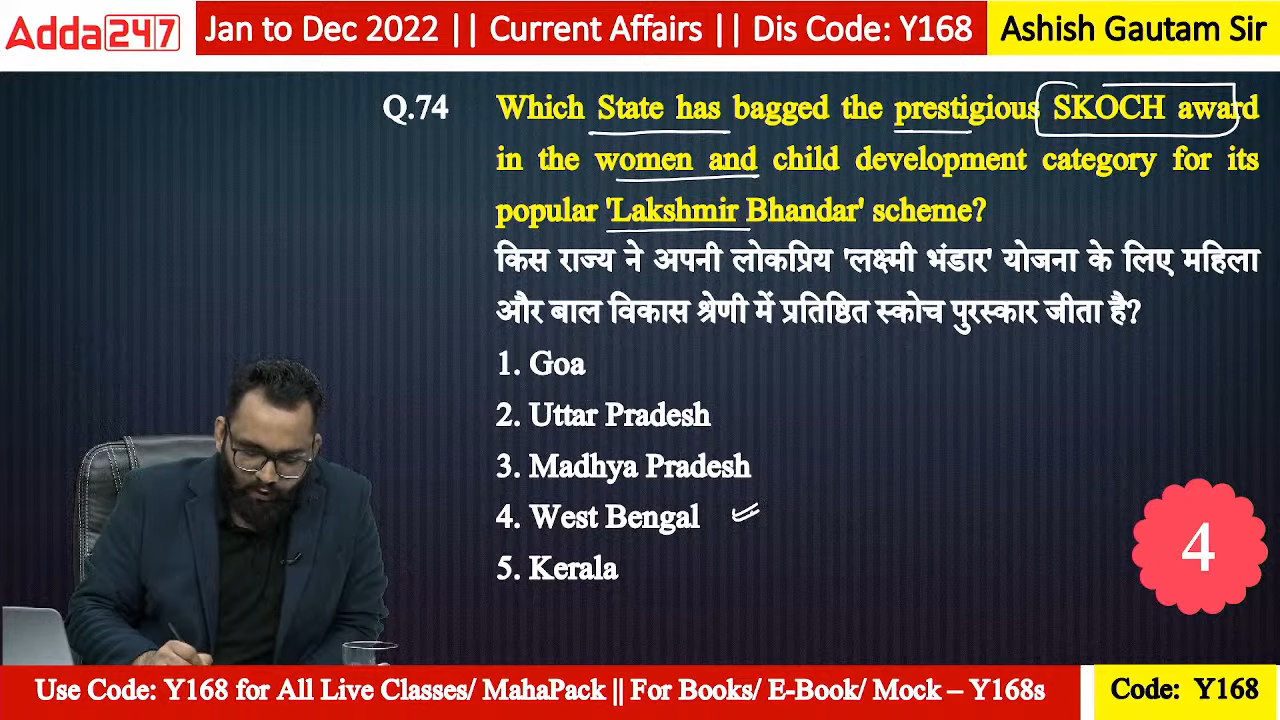 Adda247
Jan to Dec 2022 || Current Affairs || Dis Code: Y168
Ashish Gautam Sir
Q.74
Which State has bagged the prestigious SKOCH award
in the women and child development category for its
popular 'Lakshmir Bhandar' scheme?
किस राज्य ने अपनी लोकप्रिय 'लक्ष्मी भंडार' योजना के लिए महिला
और बाल विकास श्रेणी में प्रतिष्ठित स्कोच पुरस्कार जीता है?
1. Goa
2. Uttar Pradesh
3. Madhya Pradesh
4. West Bengal
5. Kerala
4
Use Code: Y168 for All Live Classes/ MahaPack || For Books/ E-Book/ Mock – Y168s
Code: Y168